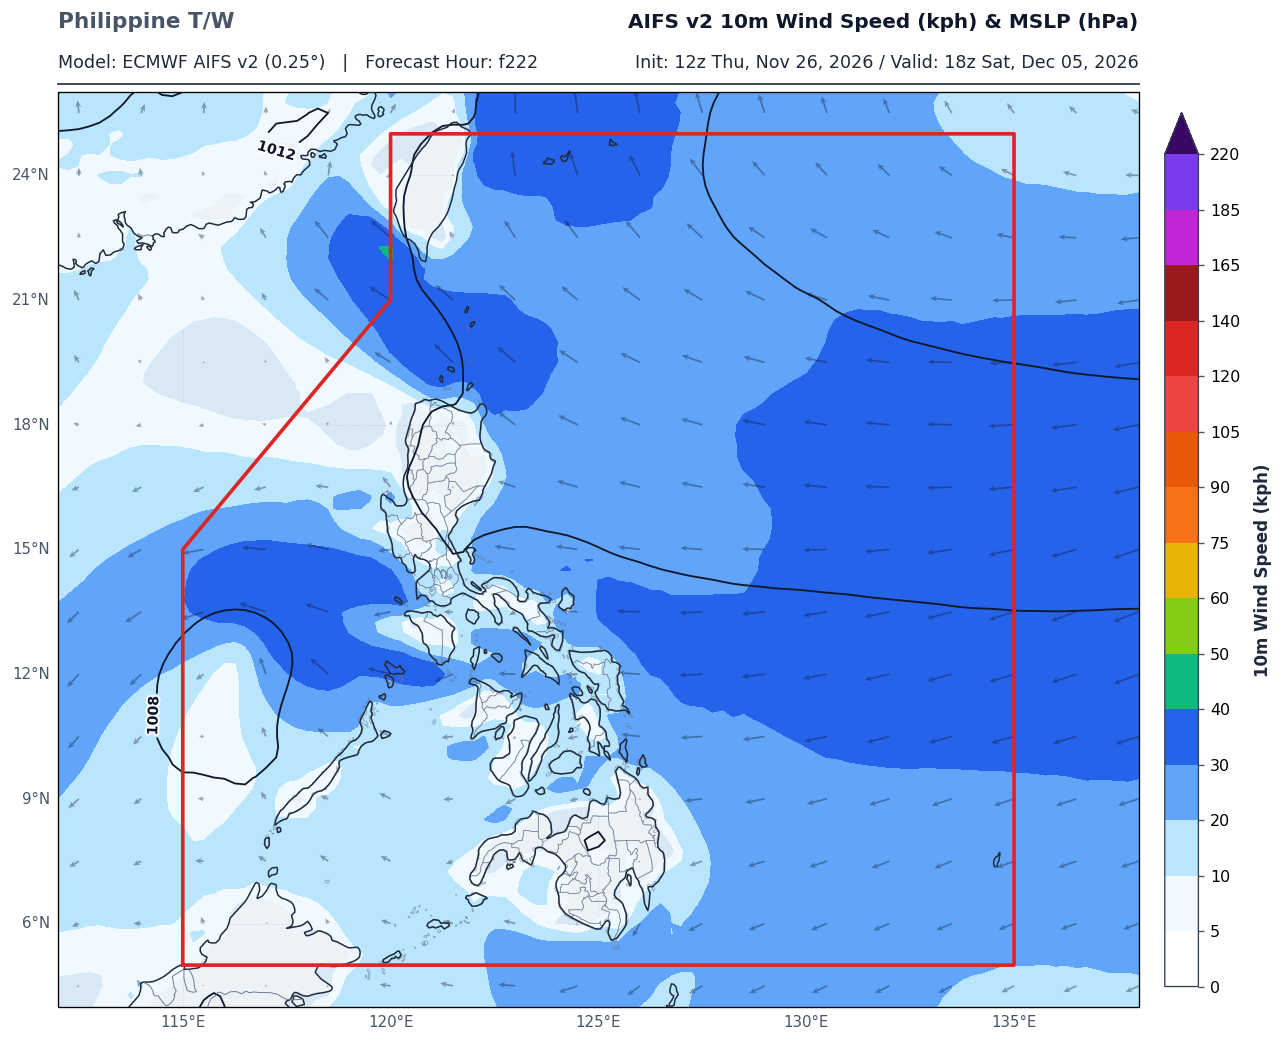 Philippine T/W
AIFS v2 10m Wind Speed (kph) & MSLP (hPa)
Model: ECMWF AIFS v2 (0.25°)   |   Forecast Hour: f222
Init: 12z Thu, Nov 26, 2026 / Valid: 18z Sat, Dec 05, 2026
1012
1008
24°N
21°N
18°N
15°N
12°N
9°N
6°N
115°E
120°E
125°E
130°E
135°E
220
185
165
140
120
105
90
75
60
50
40
30
20
10
5
0
10m Wind Speed (kph)